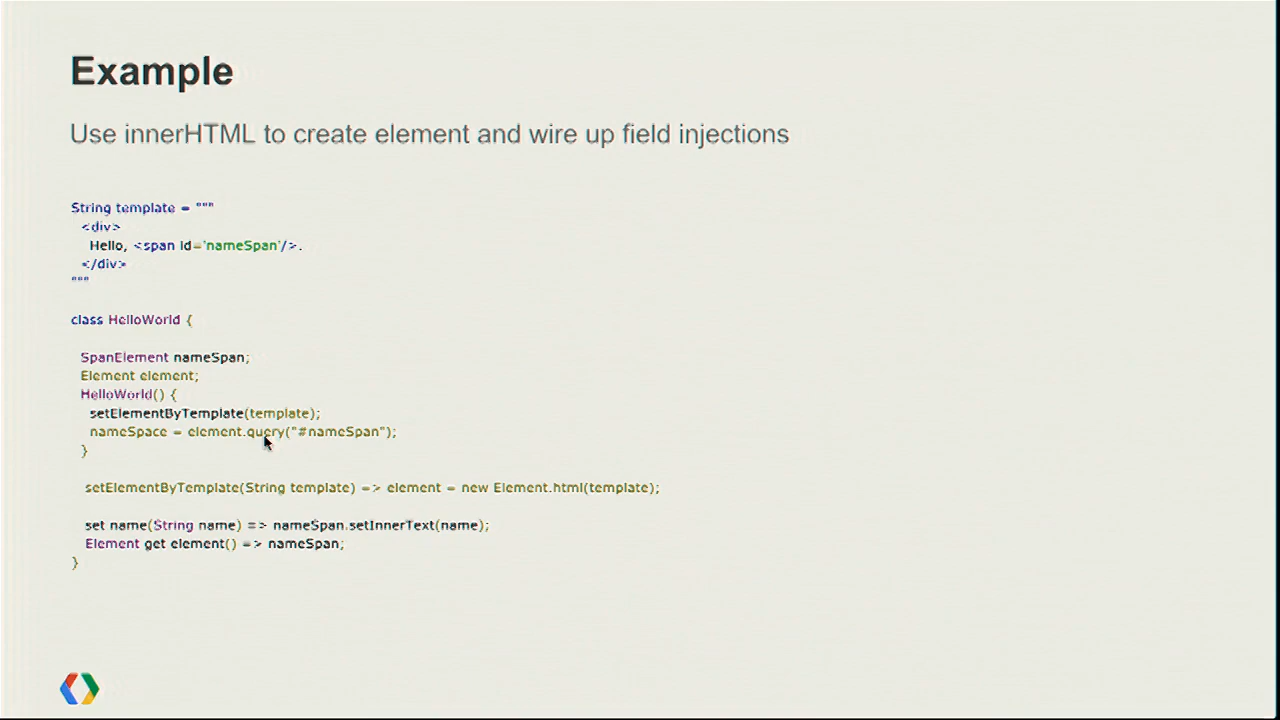 Example
Use innerHTML to create element and wire up field injections
String template = """
<div>
Hello, <span id='nameSpan'/>.
</div>
"""
class HelloWorld {
SpanElement nameSpan;
Element element;
HelloWorld() {
setElementByTemplate(template);
nameSpace = element.query("#nameSpan");
}
setElementByTemplate(String template) => element = new Element.html(template);
set name(String name) => nameSpan.setInnerText(name);
Element get element() => nameSpan;
}